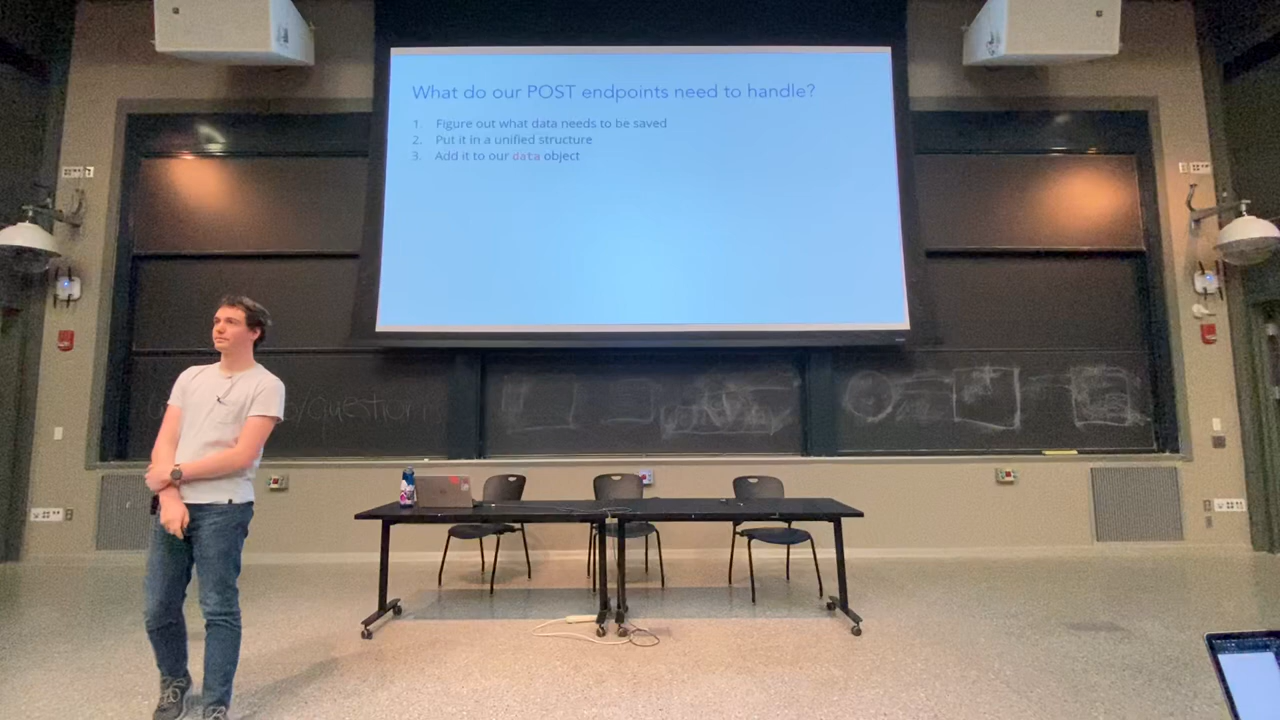 What do our POST endpoints need to handle?
1. Figure out what data needs to be saved
2. Put it in a unified structure
3. Add it to our data object
/question